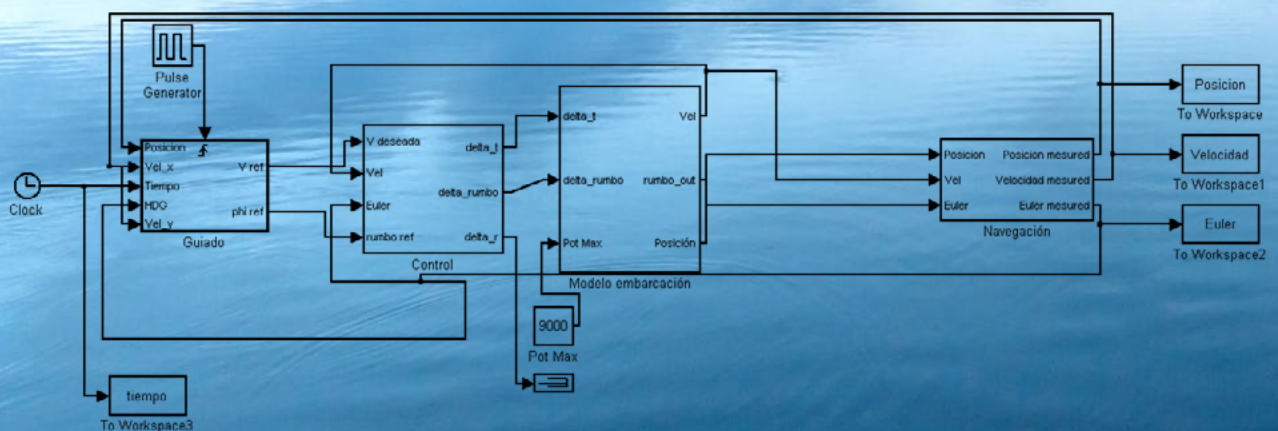 Pulse
Generator
Posicion
Vel_x
Tiempo
HDG
Vel_y
V ref
phi ref
Guiado
Clock
tiempo
To Workspace3
V deseada
Vel
Euler
rumbo ref
delta_t
delta_rumbo
delta_r
Control
delta_t
delta_rumbo
Pot Max
Vel
rumbo_out
Posición
Modelo embarcación
9000
Pot Max
Posicion
Vel
Euler
Posicion mesured
Velocidad mesured
Euler mesured
Navegación
Posicion
To Workspace
Velocidad
To Workspace1
Euler
To Workspace2